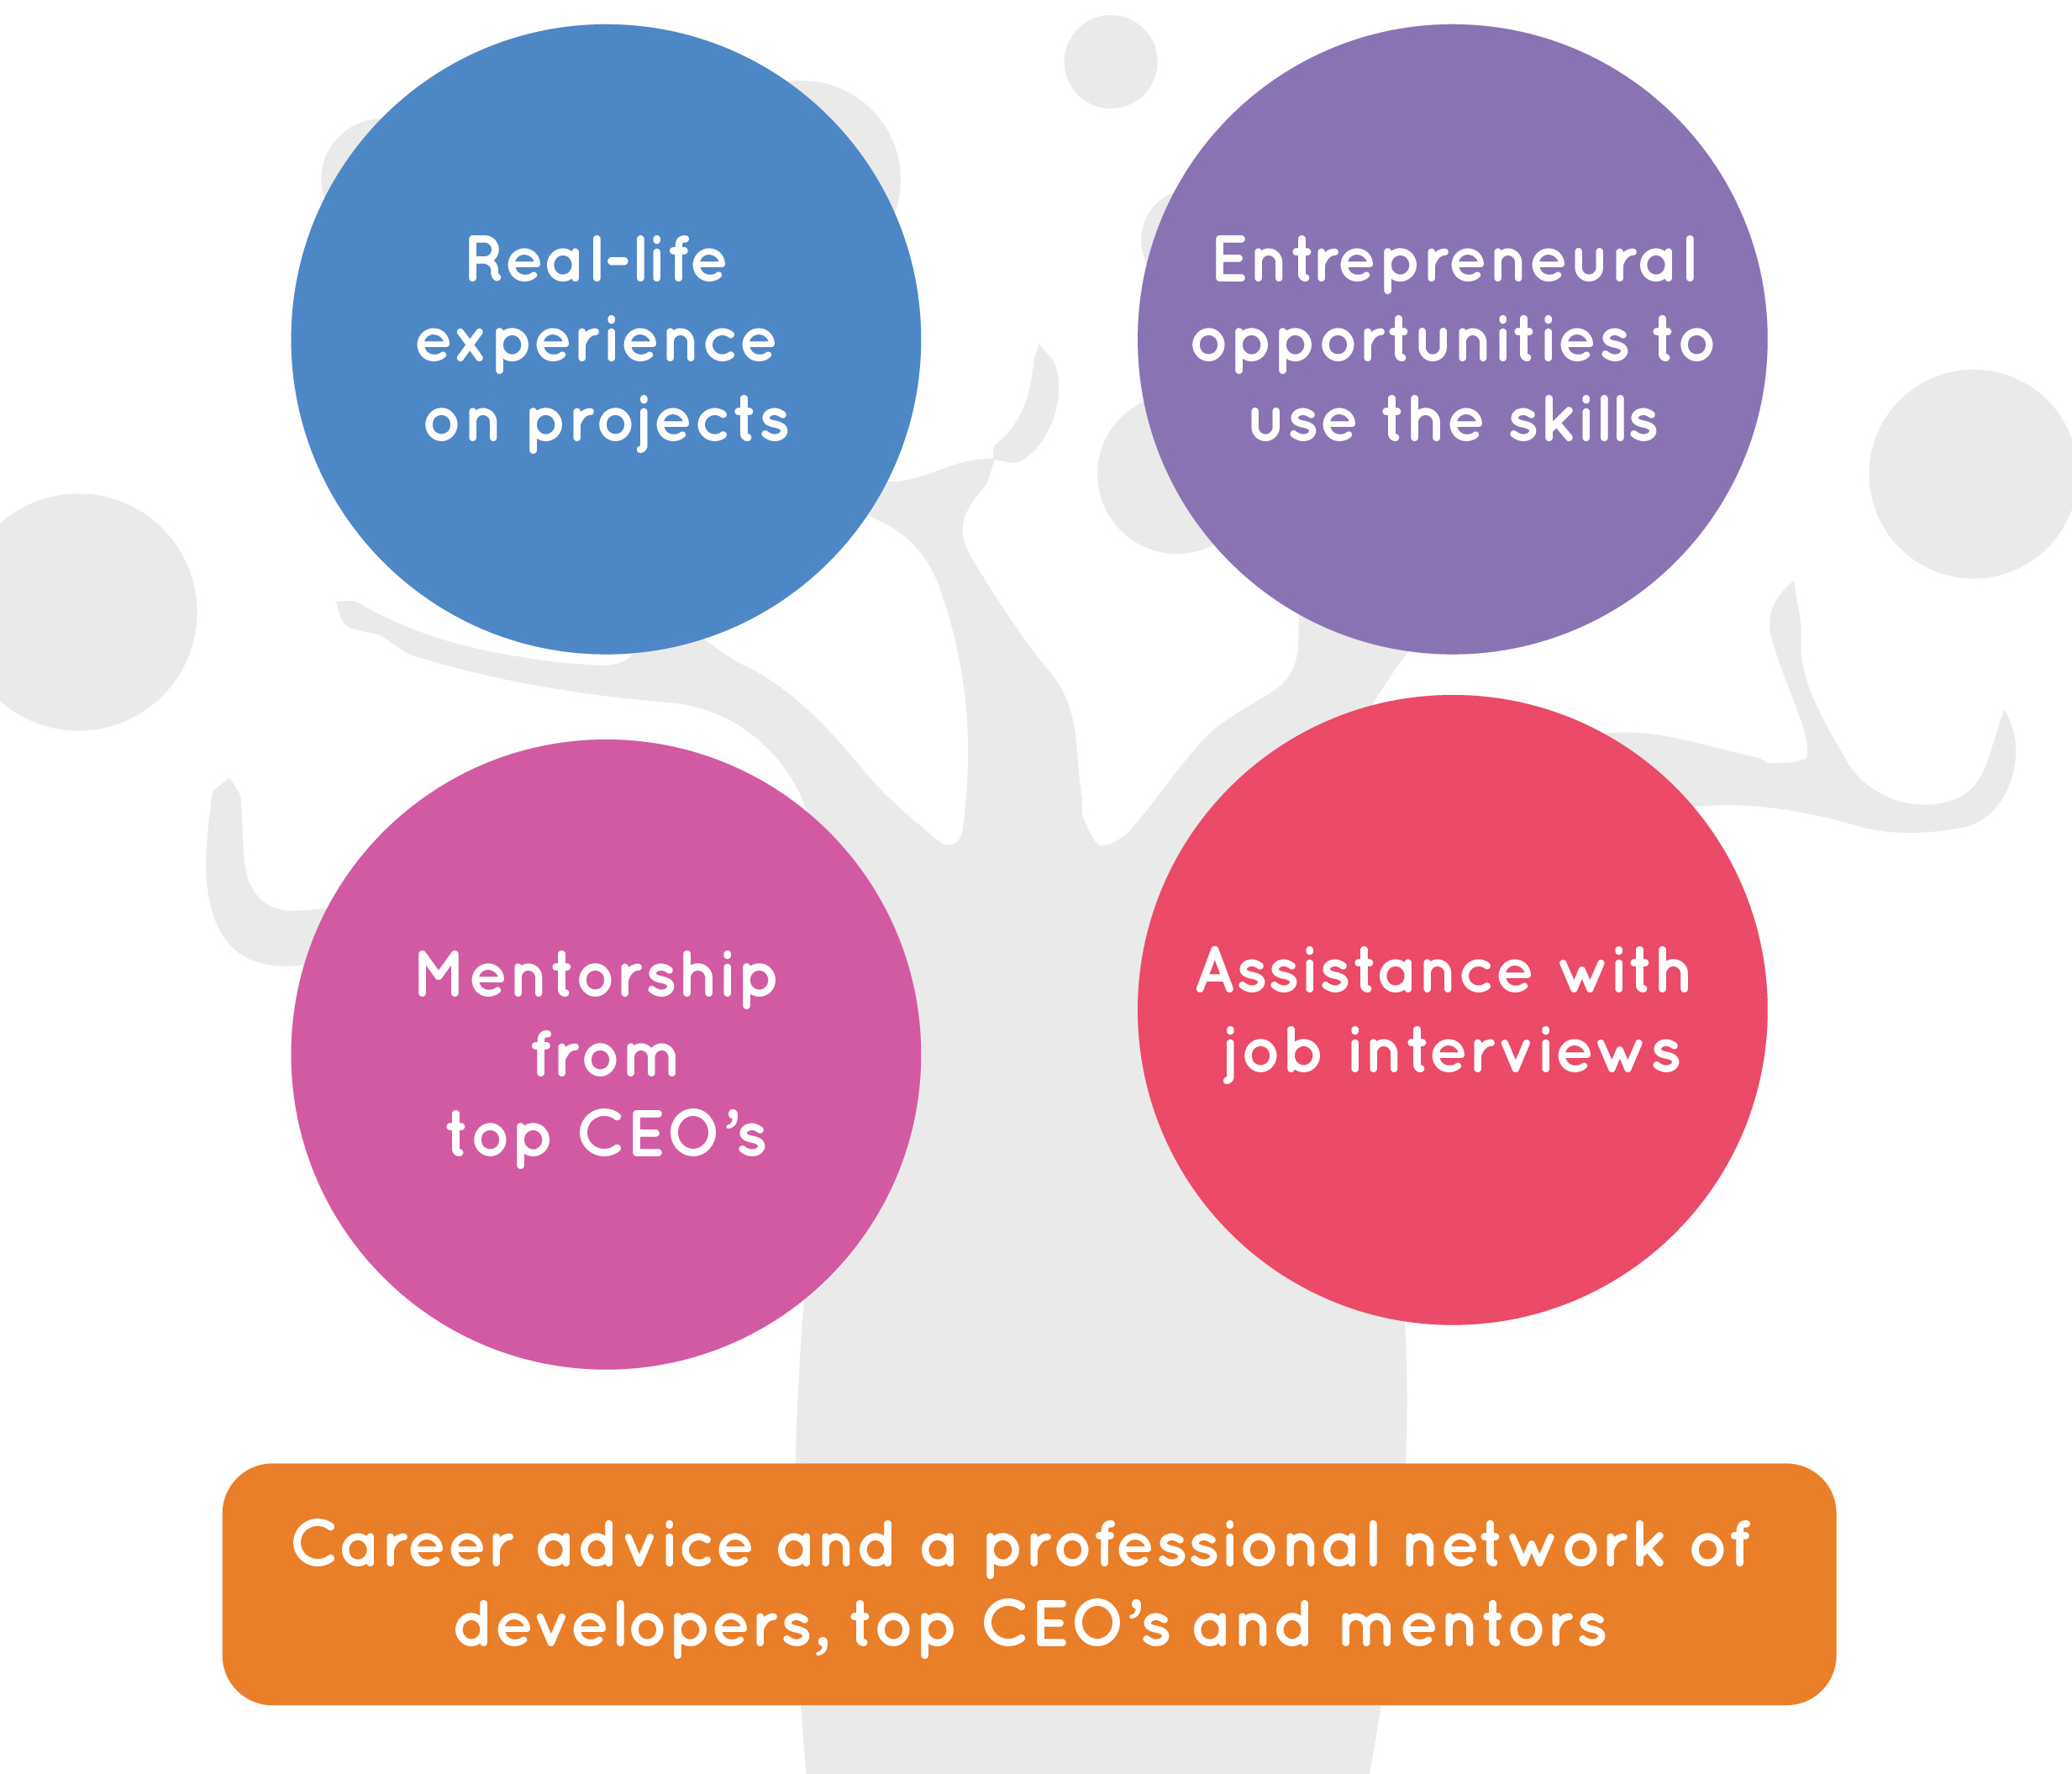 Real-life
experience
on projects
Entrepreneural
opportunities to
use the skills
Mentorship
from
top CEO's
Assistance with
job interviews
Career advice and a professional network of
developers, top CEO's and mentors